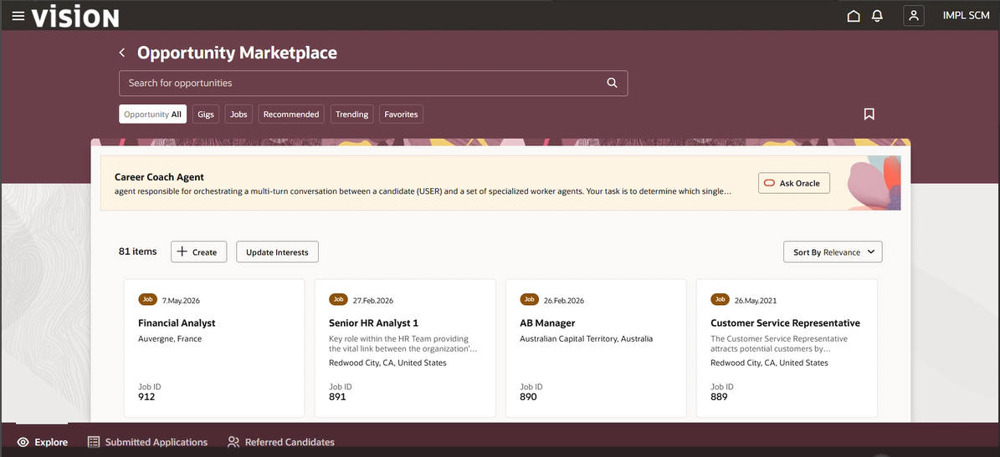 vision
IMPL SCM
Opportunity Marketplace
Search for opportunities
Opportunity All
Gigs
Jobs
Recommended
Trending
Favorites
Career Coach Agent
agent responsible for orchestrating a multi-turn conversation between a candidate (USER) and a set of specialized worker agents. Your task is to determine which single...
Ask Oracle
81 items
Create
Update Interests
Sort By Relevance
Job 7.May.2026
Financial Analyst
Auvergne, France
Job ID
912
Job 27.Feb.2026
Senior HR Analyst 1
Key role within the HR Team providing
the vital link between the organization'...
Redwood City, CA, United States
Job ID
891
Job 26.Feb.2026
AB Manager
Australian Capital Territory, Australia
Job ID
890
Job 26.May.2021
Customer Service Representative
The Customer Service Representative
attracts potential customers by...
Redwood City, CA, United States
Job ID
889
Explore
Submitted Applications
Referred Candidates